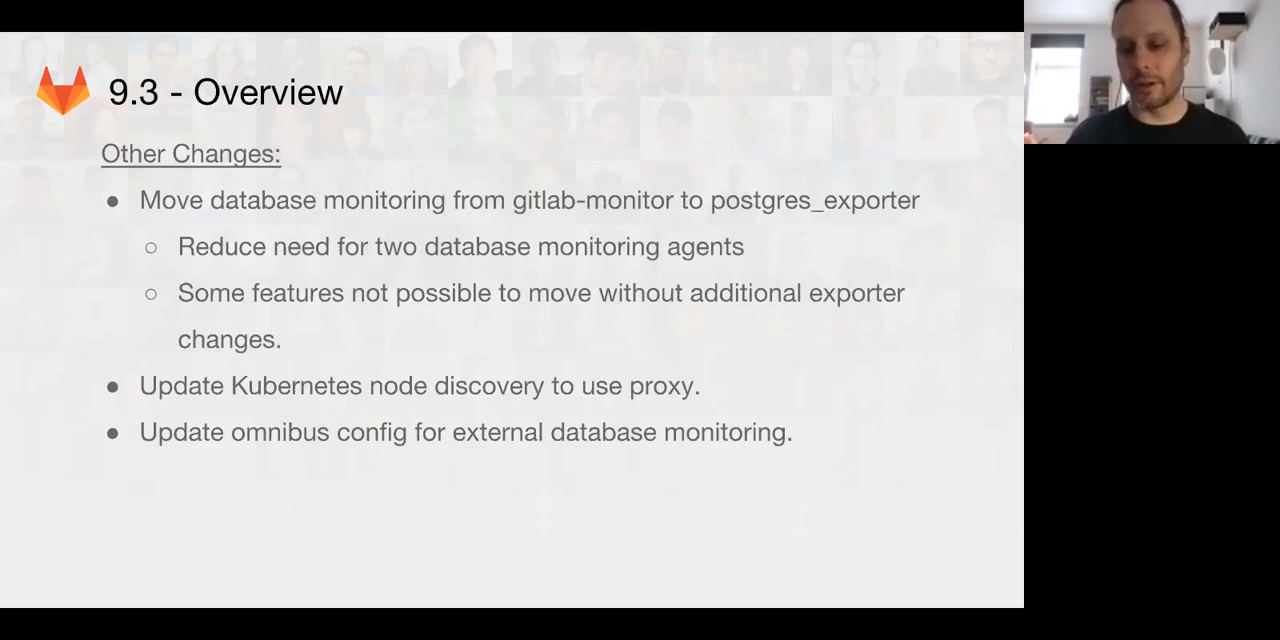 9.3 - Overview
Other Changes:
● Move database monitoring from gitlab-monitor to postgres_exporter
○ Reduce need for two database monitoring agents
○ Some features not possible to move without additional exporter
changes.
● Update Kubernetes node discovery to use proxy.
● Update omnibus config for external database monitoring.